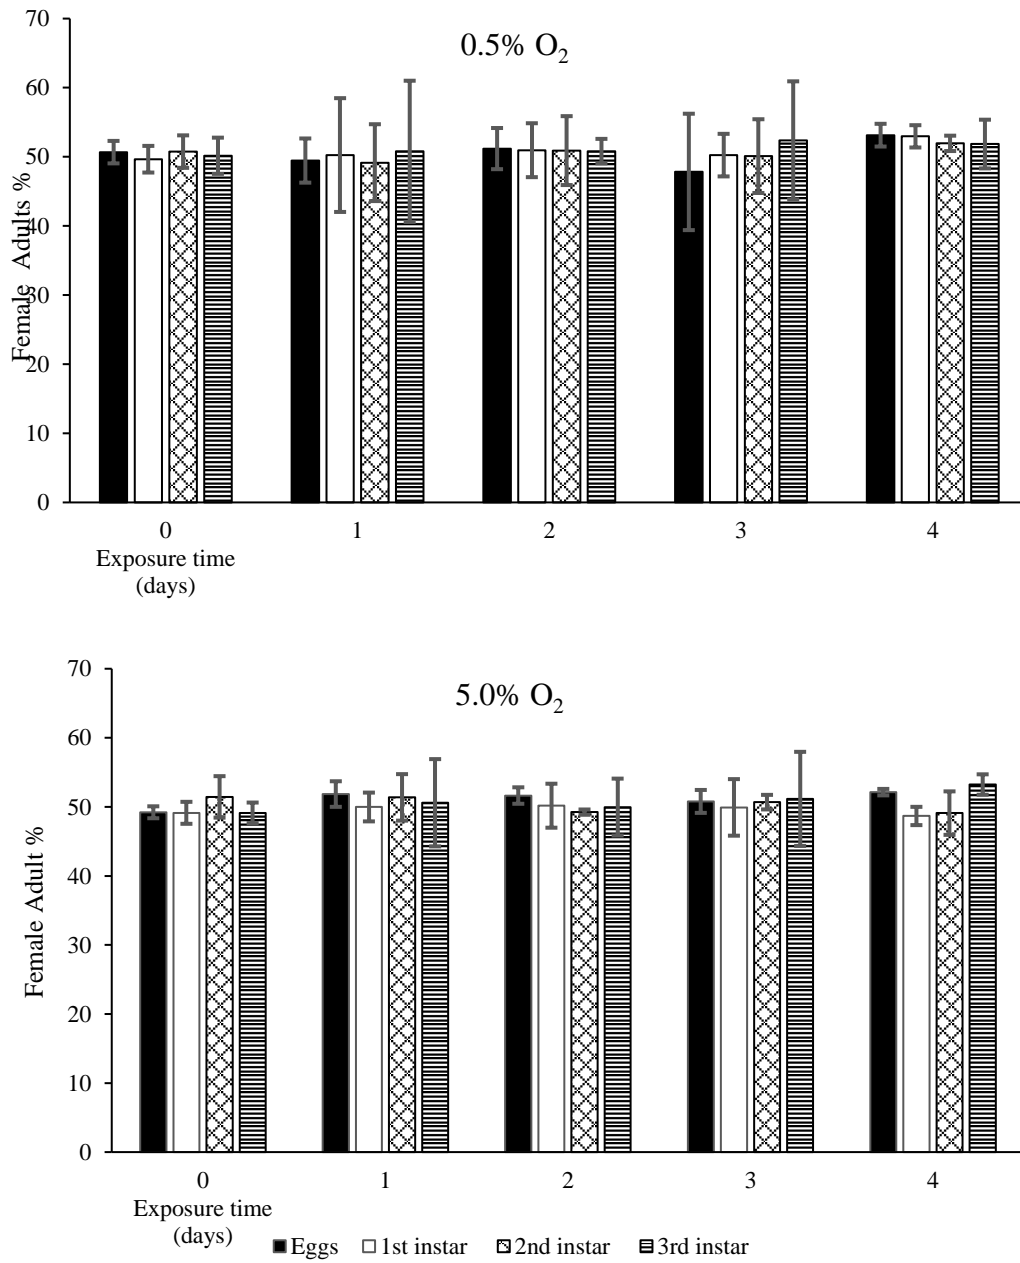 70
60
50
40
30
20
10
0
Female Adults %
0.5% O₂
0 1 2 3 4
Exposure time
(days)
70
60
50
40
30
20
10
0
Female Adult %
5.0% O₂
0 1 2 3 4
Exposure time
(days)
Eggs 1st instar 2nd instar 3rd instar